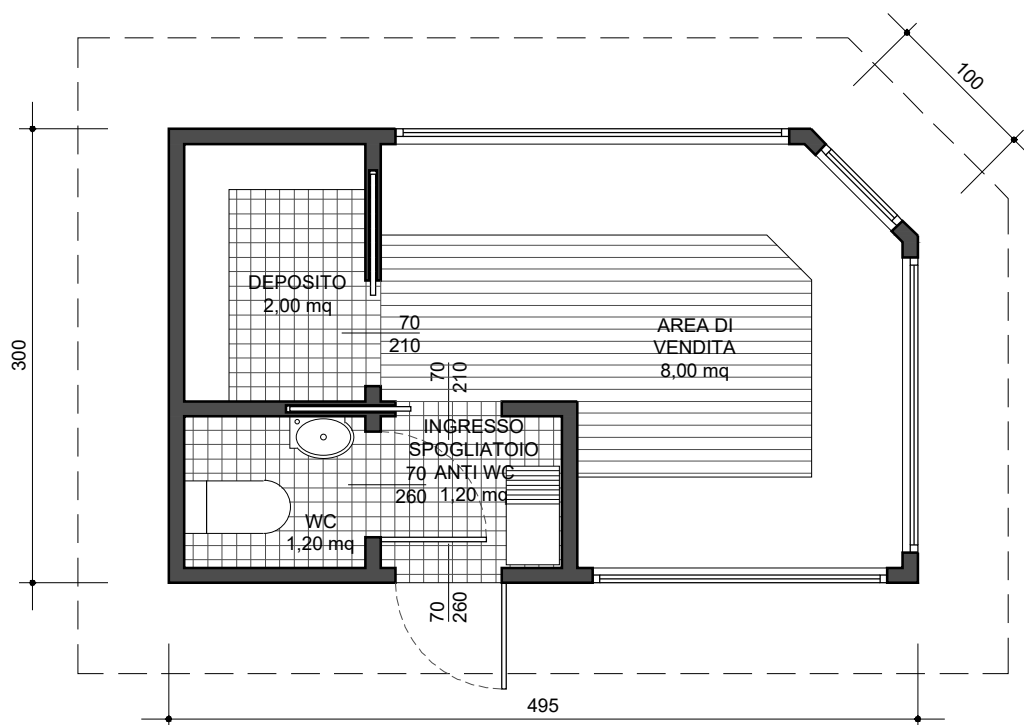 100
300
DEPOSITO
2,00 mq
70
210
AREA DI
VENDITA
8,00 mq
70
210
INGRESSO
SPOGLIATOIO
ANTI WC
1,20 mq
70
260
WC
1,20 mq
70
260
495